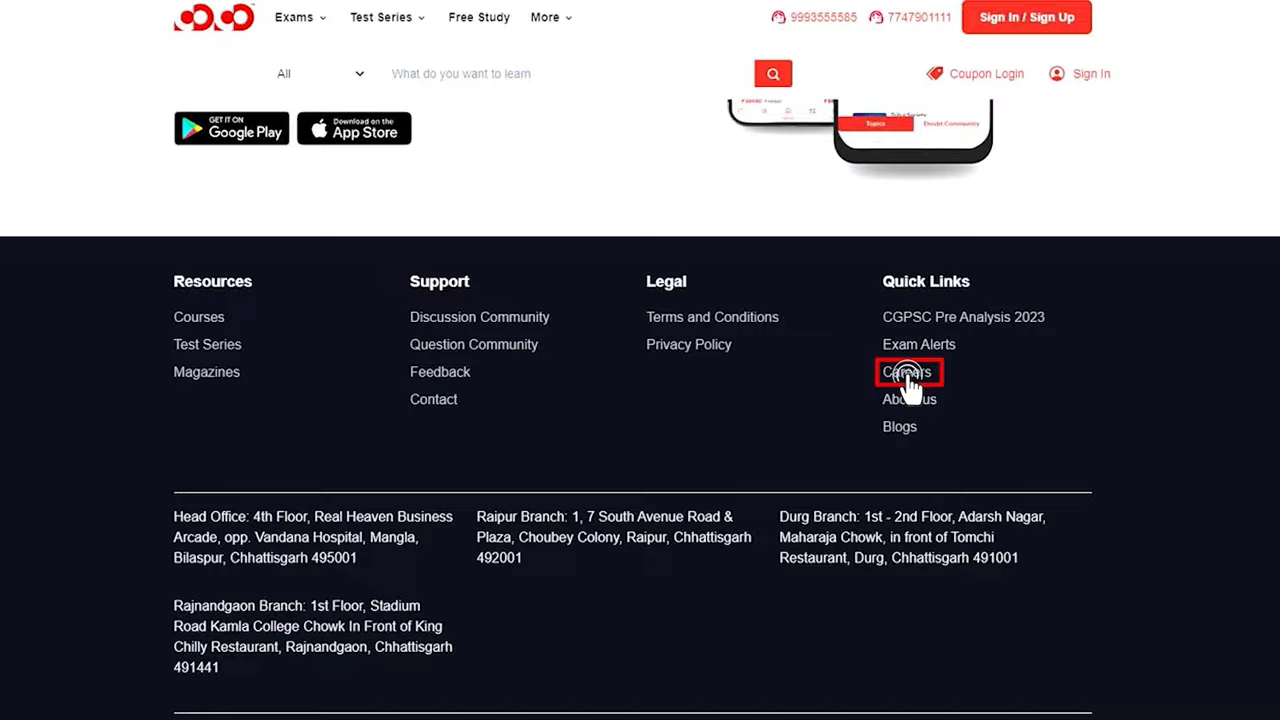 Exams
Test Series
Free Study
More
9993555585
7747901111
Sign In / Sign Up
All
What do you want to learn
Coupon Login
Sign In
GET IT ON
Google Play
Download on the
App Store
Topics
Doubt Community
Resources
Courses
Test Series
Magazines
Support
Discussion Community
Question Community
Feedback
Contact
Legal
Terms and Conditions
Privacy Policy
Quick Links
CGPSC Pre Analysis 2023
Exam Alerts
Careers
About us
Blogs
Head Office: 4th Floor, Real Heaven Business
Arcade, opp. Vandana Hospital, Mangla,
Bilaspur, Chhattisgarh 495001
Raipur Branch: 1, 7 South Avenue Road &
Plaza, Choubey Colony, Raipur, Chhattisgarh
492001
Durg Branch: 1st - 2nd Floor, Adarsh Nagar,
Maharaja Chowk, in front of Tomchi
Restaurant, Durg, Chhattisgarh 491001
Rajnandgaon Branch: 1st Floor, Stadium
Road Kamla College Chowk In Front of King
Chilly Restaurant, Rajnandgaon, Chhattisgarh
491441